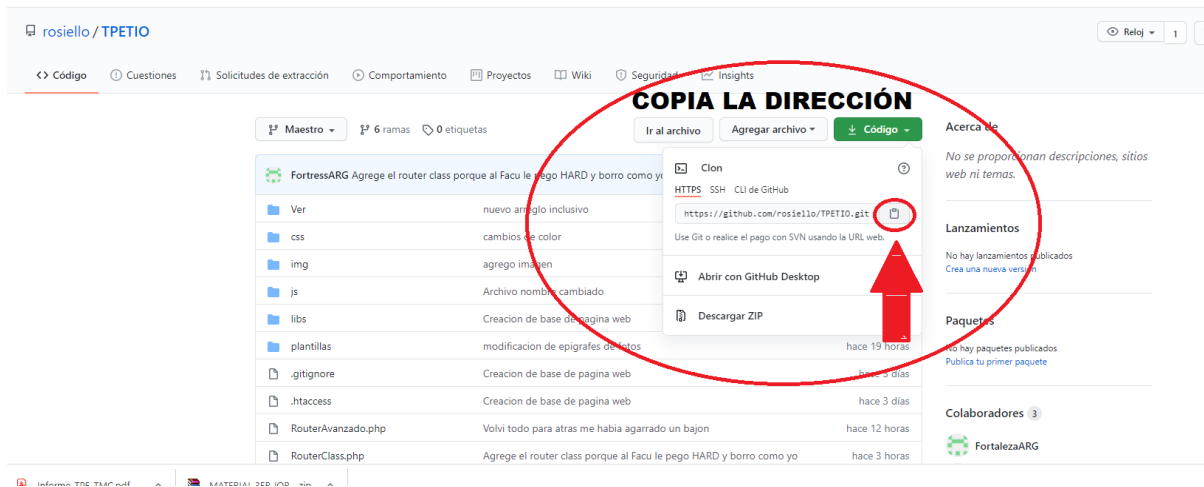 rosiello / TPETIO
Reloj 1
Código Cuestiones Solicitudes de extracción Comportamiento Proyectos Wiki Seguridad Insights
COPIA LA DIRECCIÓN
Maestro 6 ramas 0 etiquetas Ir al archivo Agregar archivo Código
Acerca de
No se proporcionan descripciones, sitios
web ni temas.
FortressARG Agrege el router class porque al Facu le pego HARD y borro como yo
Clon
HTTPS SSH CLI de GitHub
https://github.com/rosiello/TPETIO.git
Use Git o realice el pago con SVN usando la URL web.
Abrir con GitHub Desktop
Descargar ZIP
Ver nuevo arreglo inclusivo
css cambios de color
img agrego imagen
js Archivo nombre cambiado
libs Creacion de base de pagina web
plantillas modificacion de epigrafes de fotos hace 19 horas
.gitignore Creacion de base de pagina web hace 3 días
.htaccess Creacion de base de pagina web hace 3 días
RouterAvanzado.php Volvi todo para atras me habia agarrado un bajon hace 12 horas
RouterClass.php Agrege el router class porque al Facu le pego HARD y borro como yo hace 3 horas
Lanzamientos
No hay lanzamientos publicados
Crea una nueva versión
Paquetes
No hay paquetes publicados
Publica tu primer paquete
Colaboradores 3
FortalezaARG